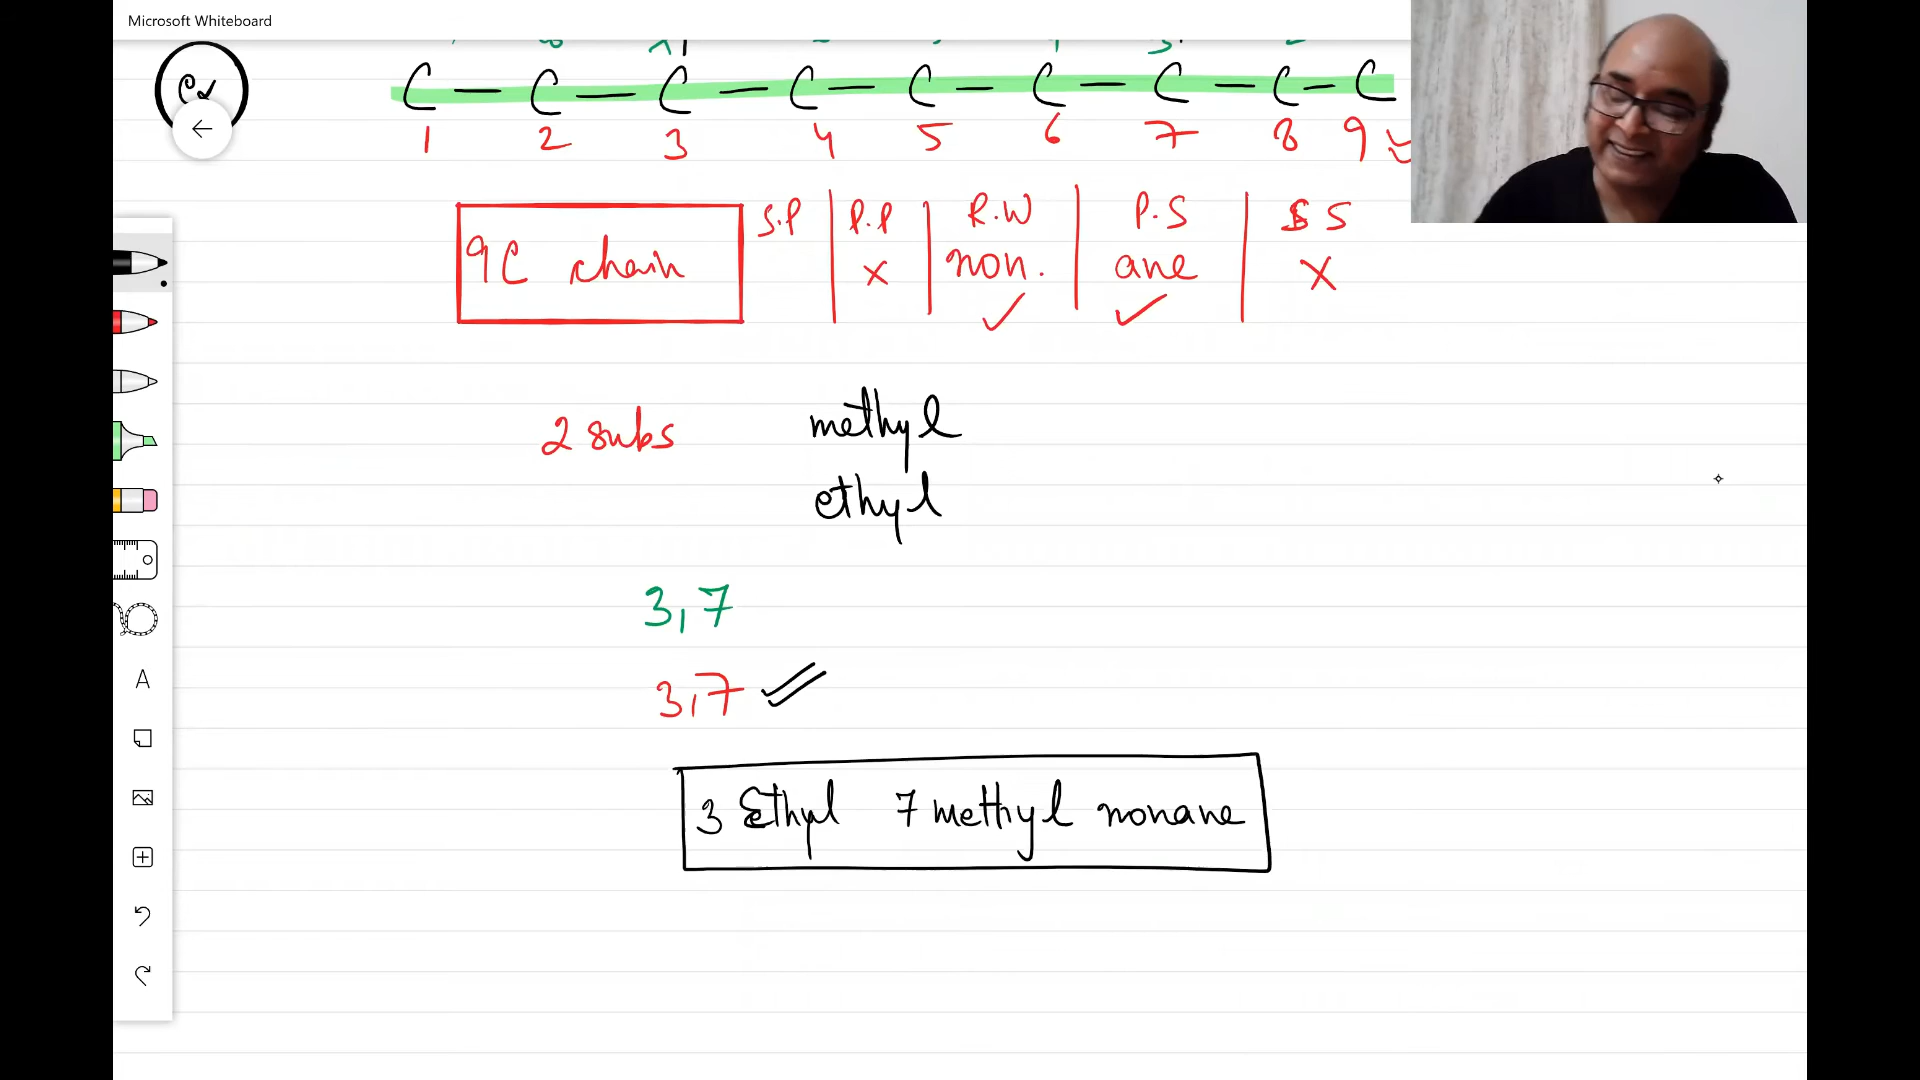 Microsoft Whiteboard
C — C — C — C — C — C — C — C – C
1 2 3 4 5 6 7 8 9
9C chain
S.P P.P R.W P.S S S
x non. ane X
2 subs methyl
ethyl
3,7
3,7
3 Ethyl 7 methyl nonane
A